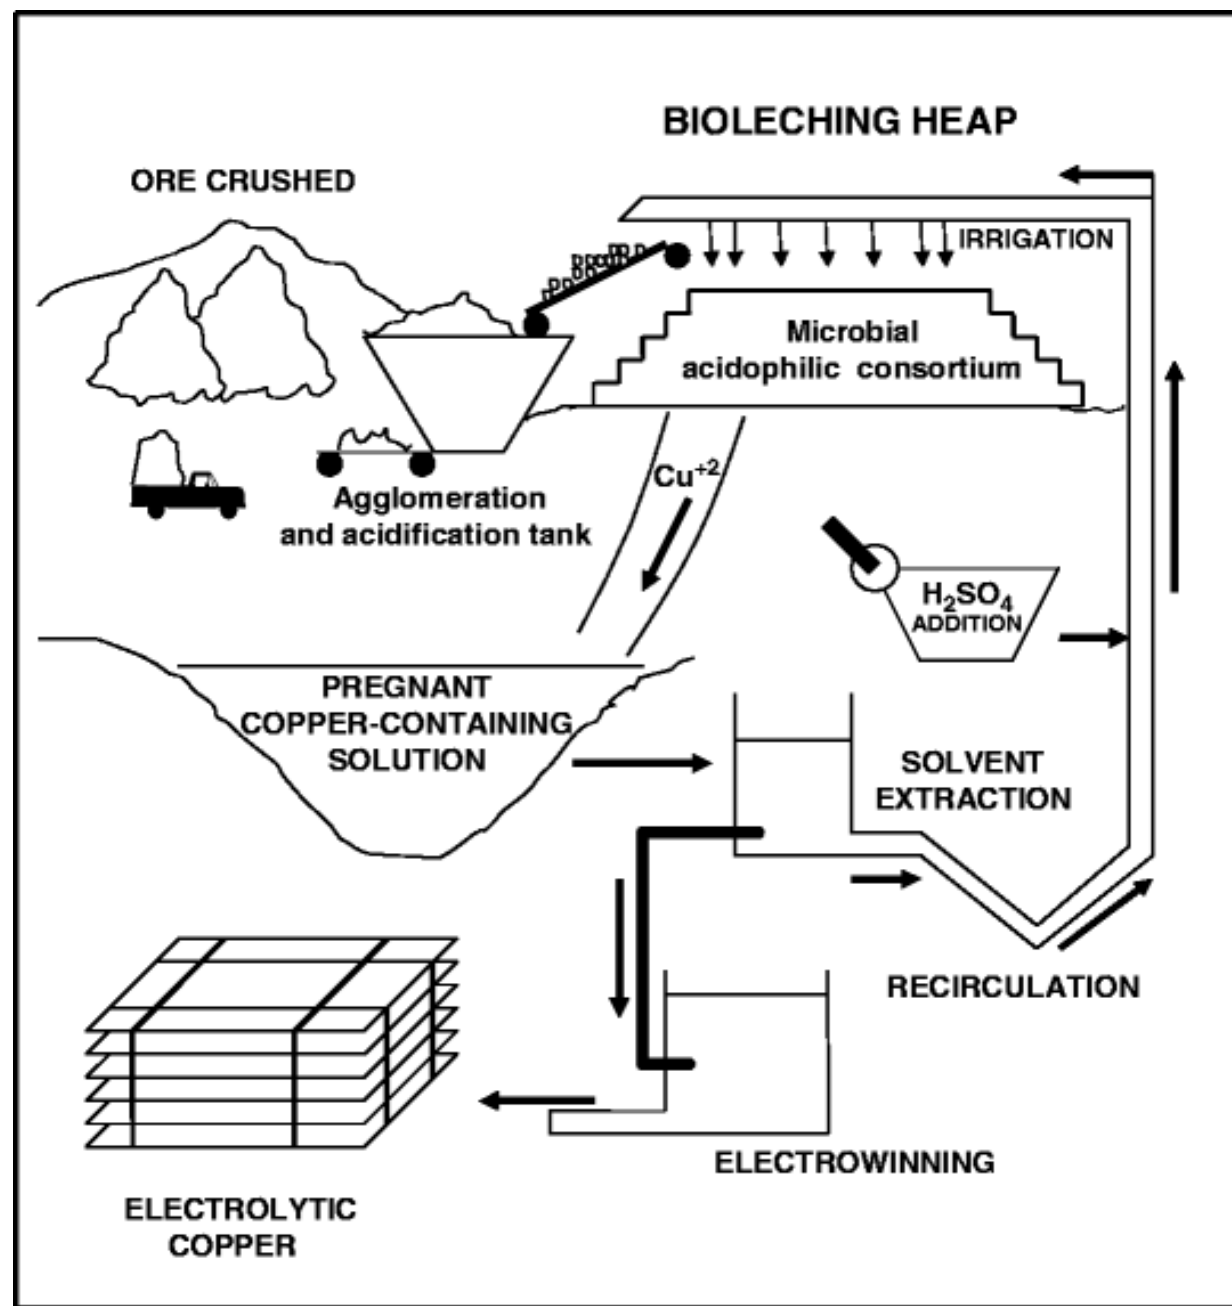 BIOLECHING HEAP
ORE CRUSHED
IRRIGATION
Microbial
acidophilic consortium
Cu+2
Agglomeration
and acidification tank
H2SO4
ADDITION
PREGNANT
COPPER-CONTAINING
SOLUTION
SOLVENT
EXTRACTION
RECIRCULATION
ELECTROWINNING
ELECTROLYTIC
COPPER